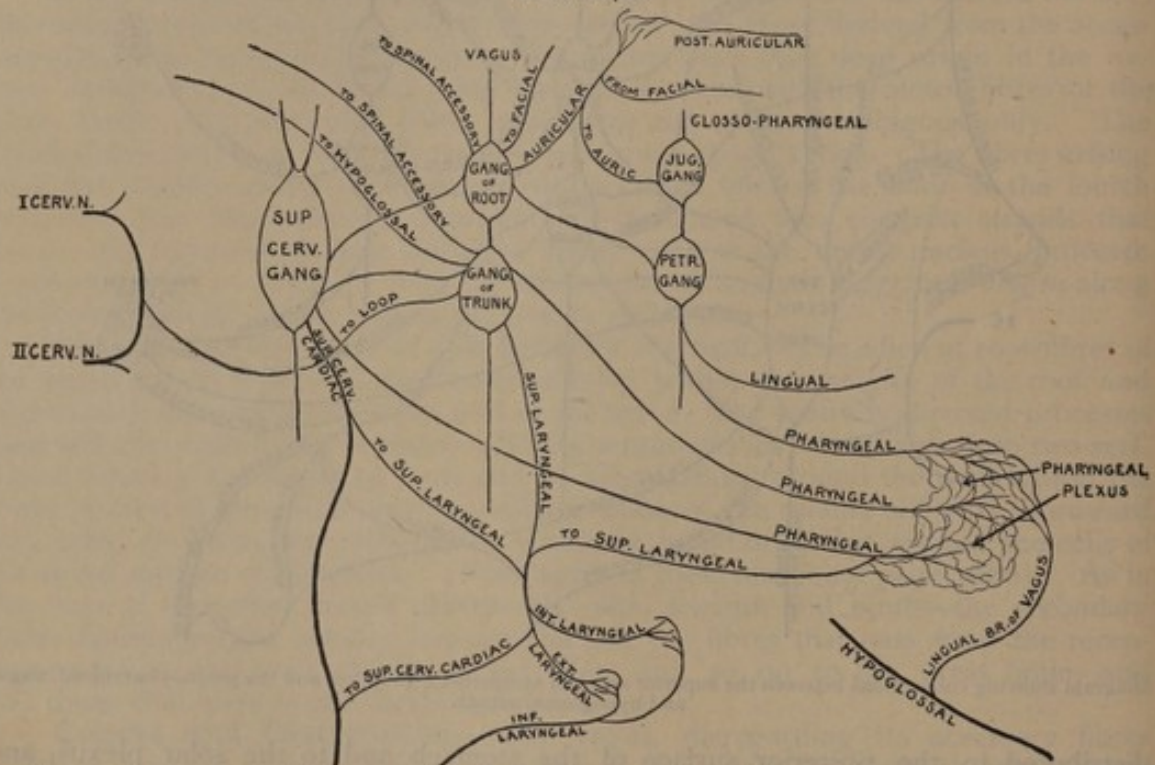 POST. AURICULAR
TO SPINAL ACCESSORY
VAGUS
TO FACIAL
AURICULAR
FROM FACIAL
TO SPINAL ACCESSORY
GLOSSO-PHARYNGEAL
TO HYPOGLOSSAL
TO AURIC
GANG
OF
ROOT
JUG.
GANG
I CERV. N.
SUP
CERV.
GANG
GANG.
OF
TRUNK
PETR.
GANG
TO LOOP
II CERV. N.
SUP. CERV.
CARDIAC
SUP. LARYNGEAL
LINGUAL
PHARYNGEAL
TO SUP. LARYNGEAL
PHARYNGEAL
PHARYNGEAL
PLEXUS
PHARYNGEAL
TO SUP. LARYNGEAL
INT. LARYNGEAL
LINGUAL BR. OF VAGUS
HYPOGLOSSAL
TO SUP. CERV. CARDIAC
EXT.
LARYNGEAL
INF.
LARYNGEAL